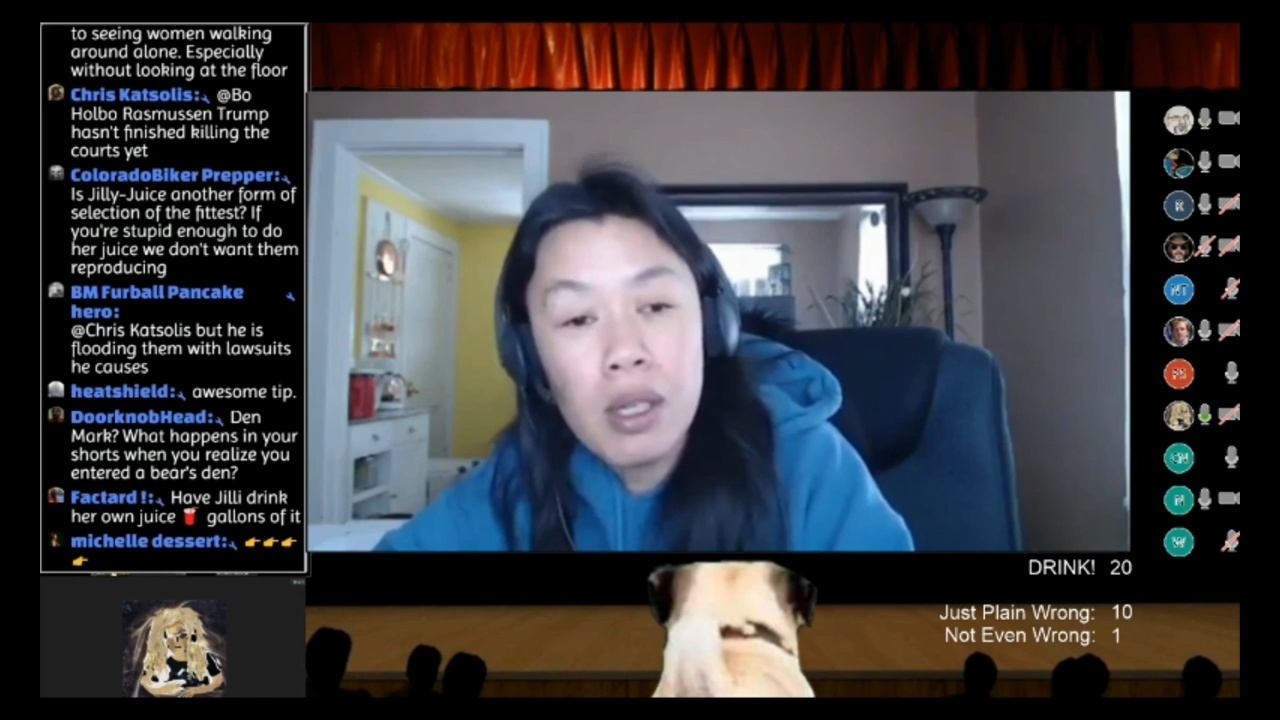 to seeing women walking
around alone. Especially
without looking at the floor
Chris Katsolis: @Bo
Holbo Rasmussen Trump
hasn't finished killing the
courts yet
ColoradoBiker Prepper:
Is Jilly-Juice another form of
selection of the fittest? If
you're stupid enough to do
her juice we don't want them
reproducing
BM Furball Pancake
hero:
@Chris Katsolis but he is
flooding them with lawsuits
he causes
heatshield: awesome tip.
DoorknobHead: Den
Mark? What happens in your
shorts when you realize you
entered a bear's den?
Factard !: Have Jilli drink
her own juice 🥤 gallons of it
michelle dessert: 👉👉👉
👉
DRINK! 20
Just Plain Wrong: 10
Not Even Wrong: 1